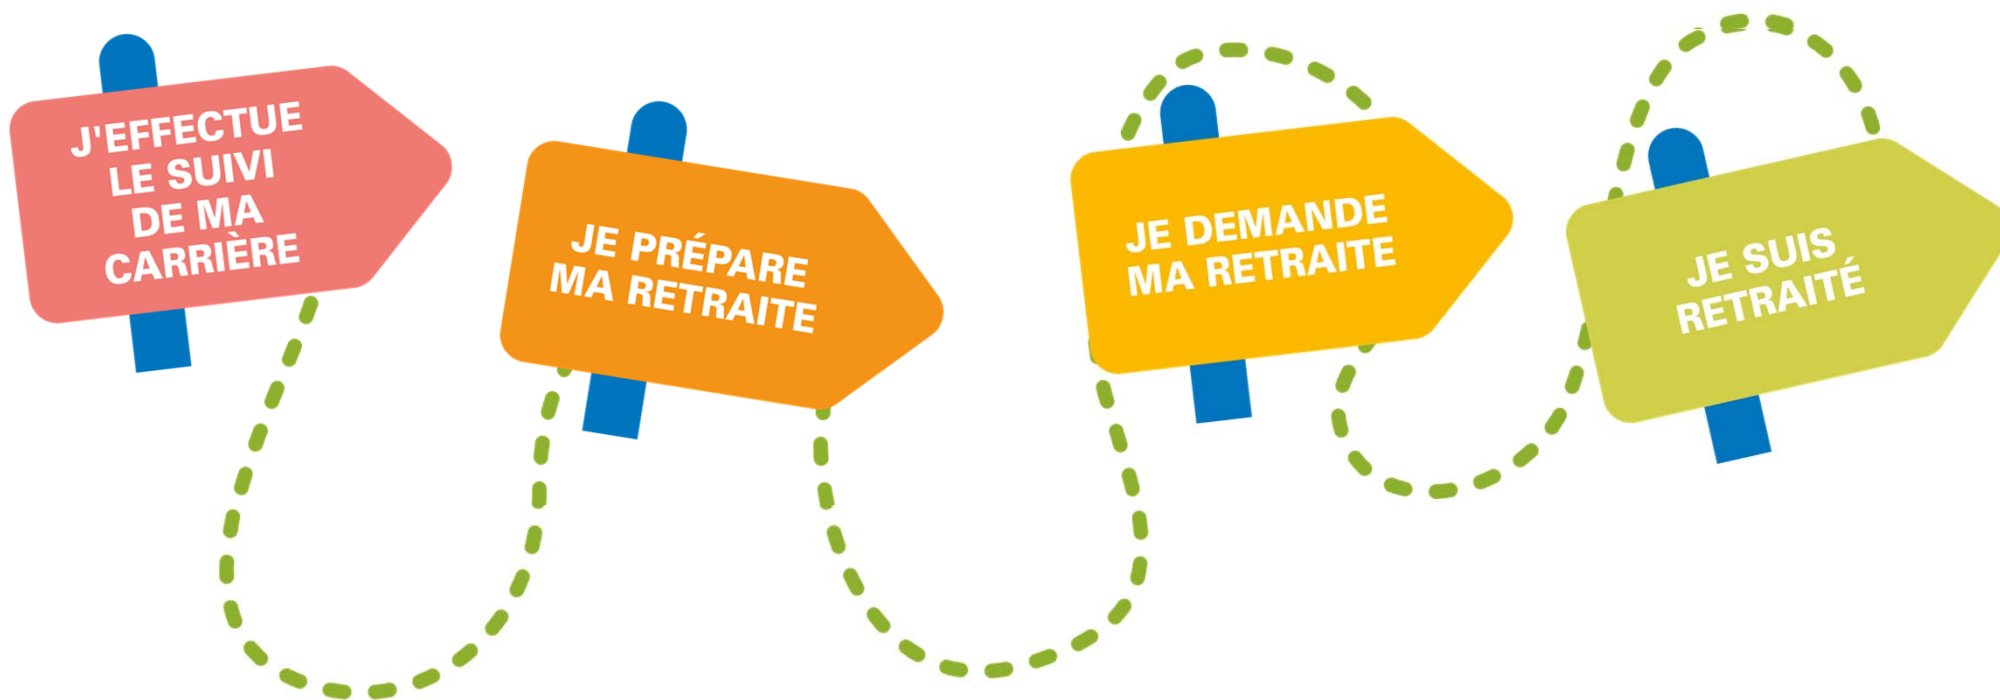 J'EFFECTUE
LE SUIVI
DE MA
CARRIÈRE
JE PRÉPARE
MA RETRAITE
JE DEMANDE
MA RETRAITE
JE SUIS
RETRAITÉ